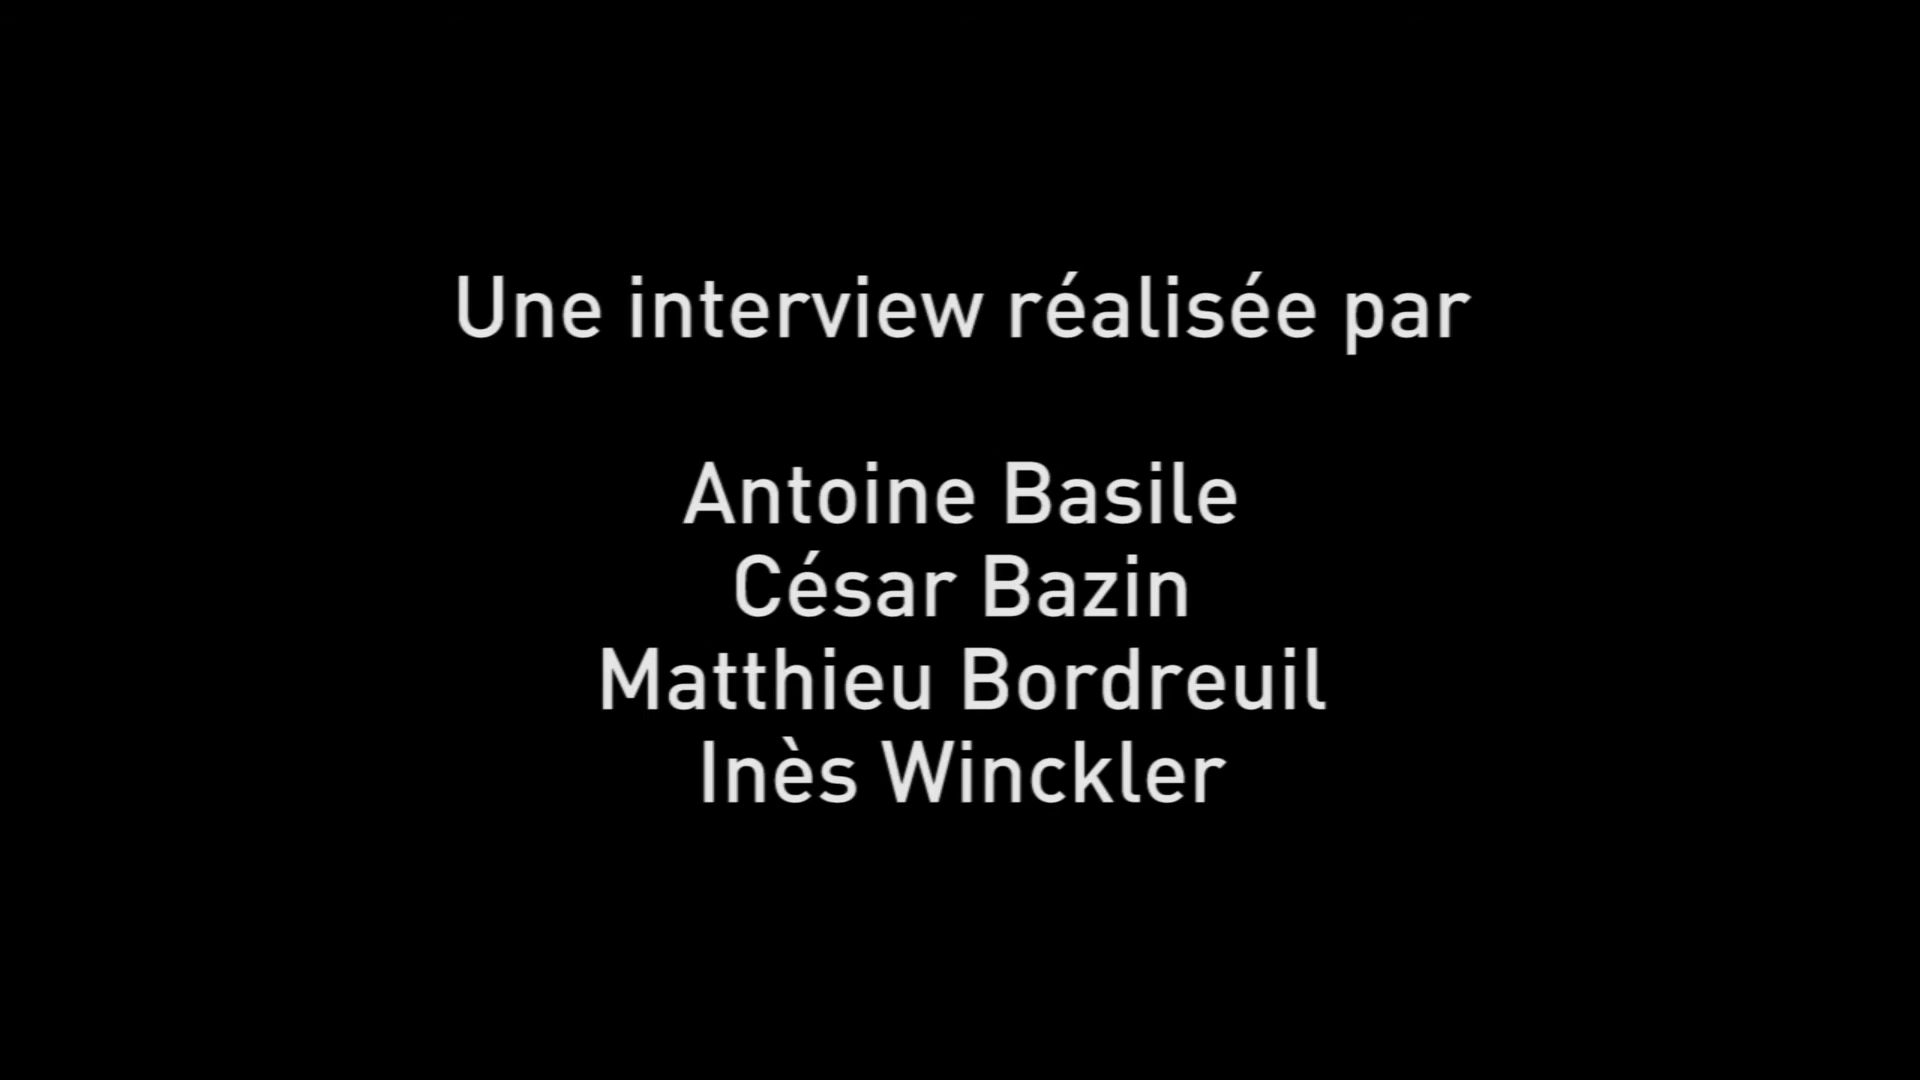 Une interview réalisée par
Antoine Basile
César Bazin
Matthieu Bordreuil
Inès Winckler